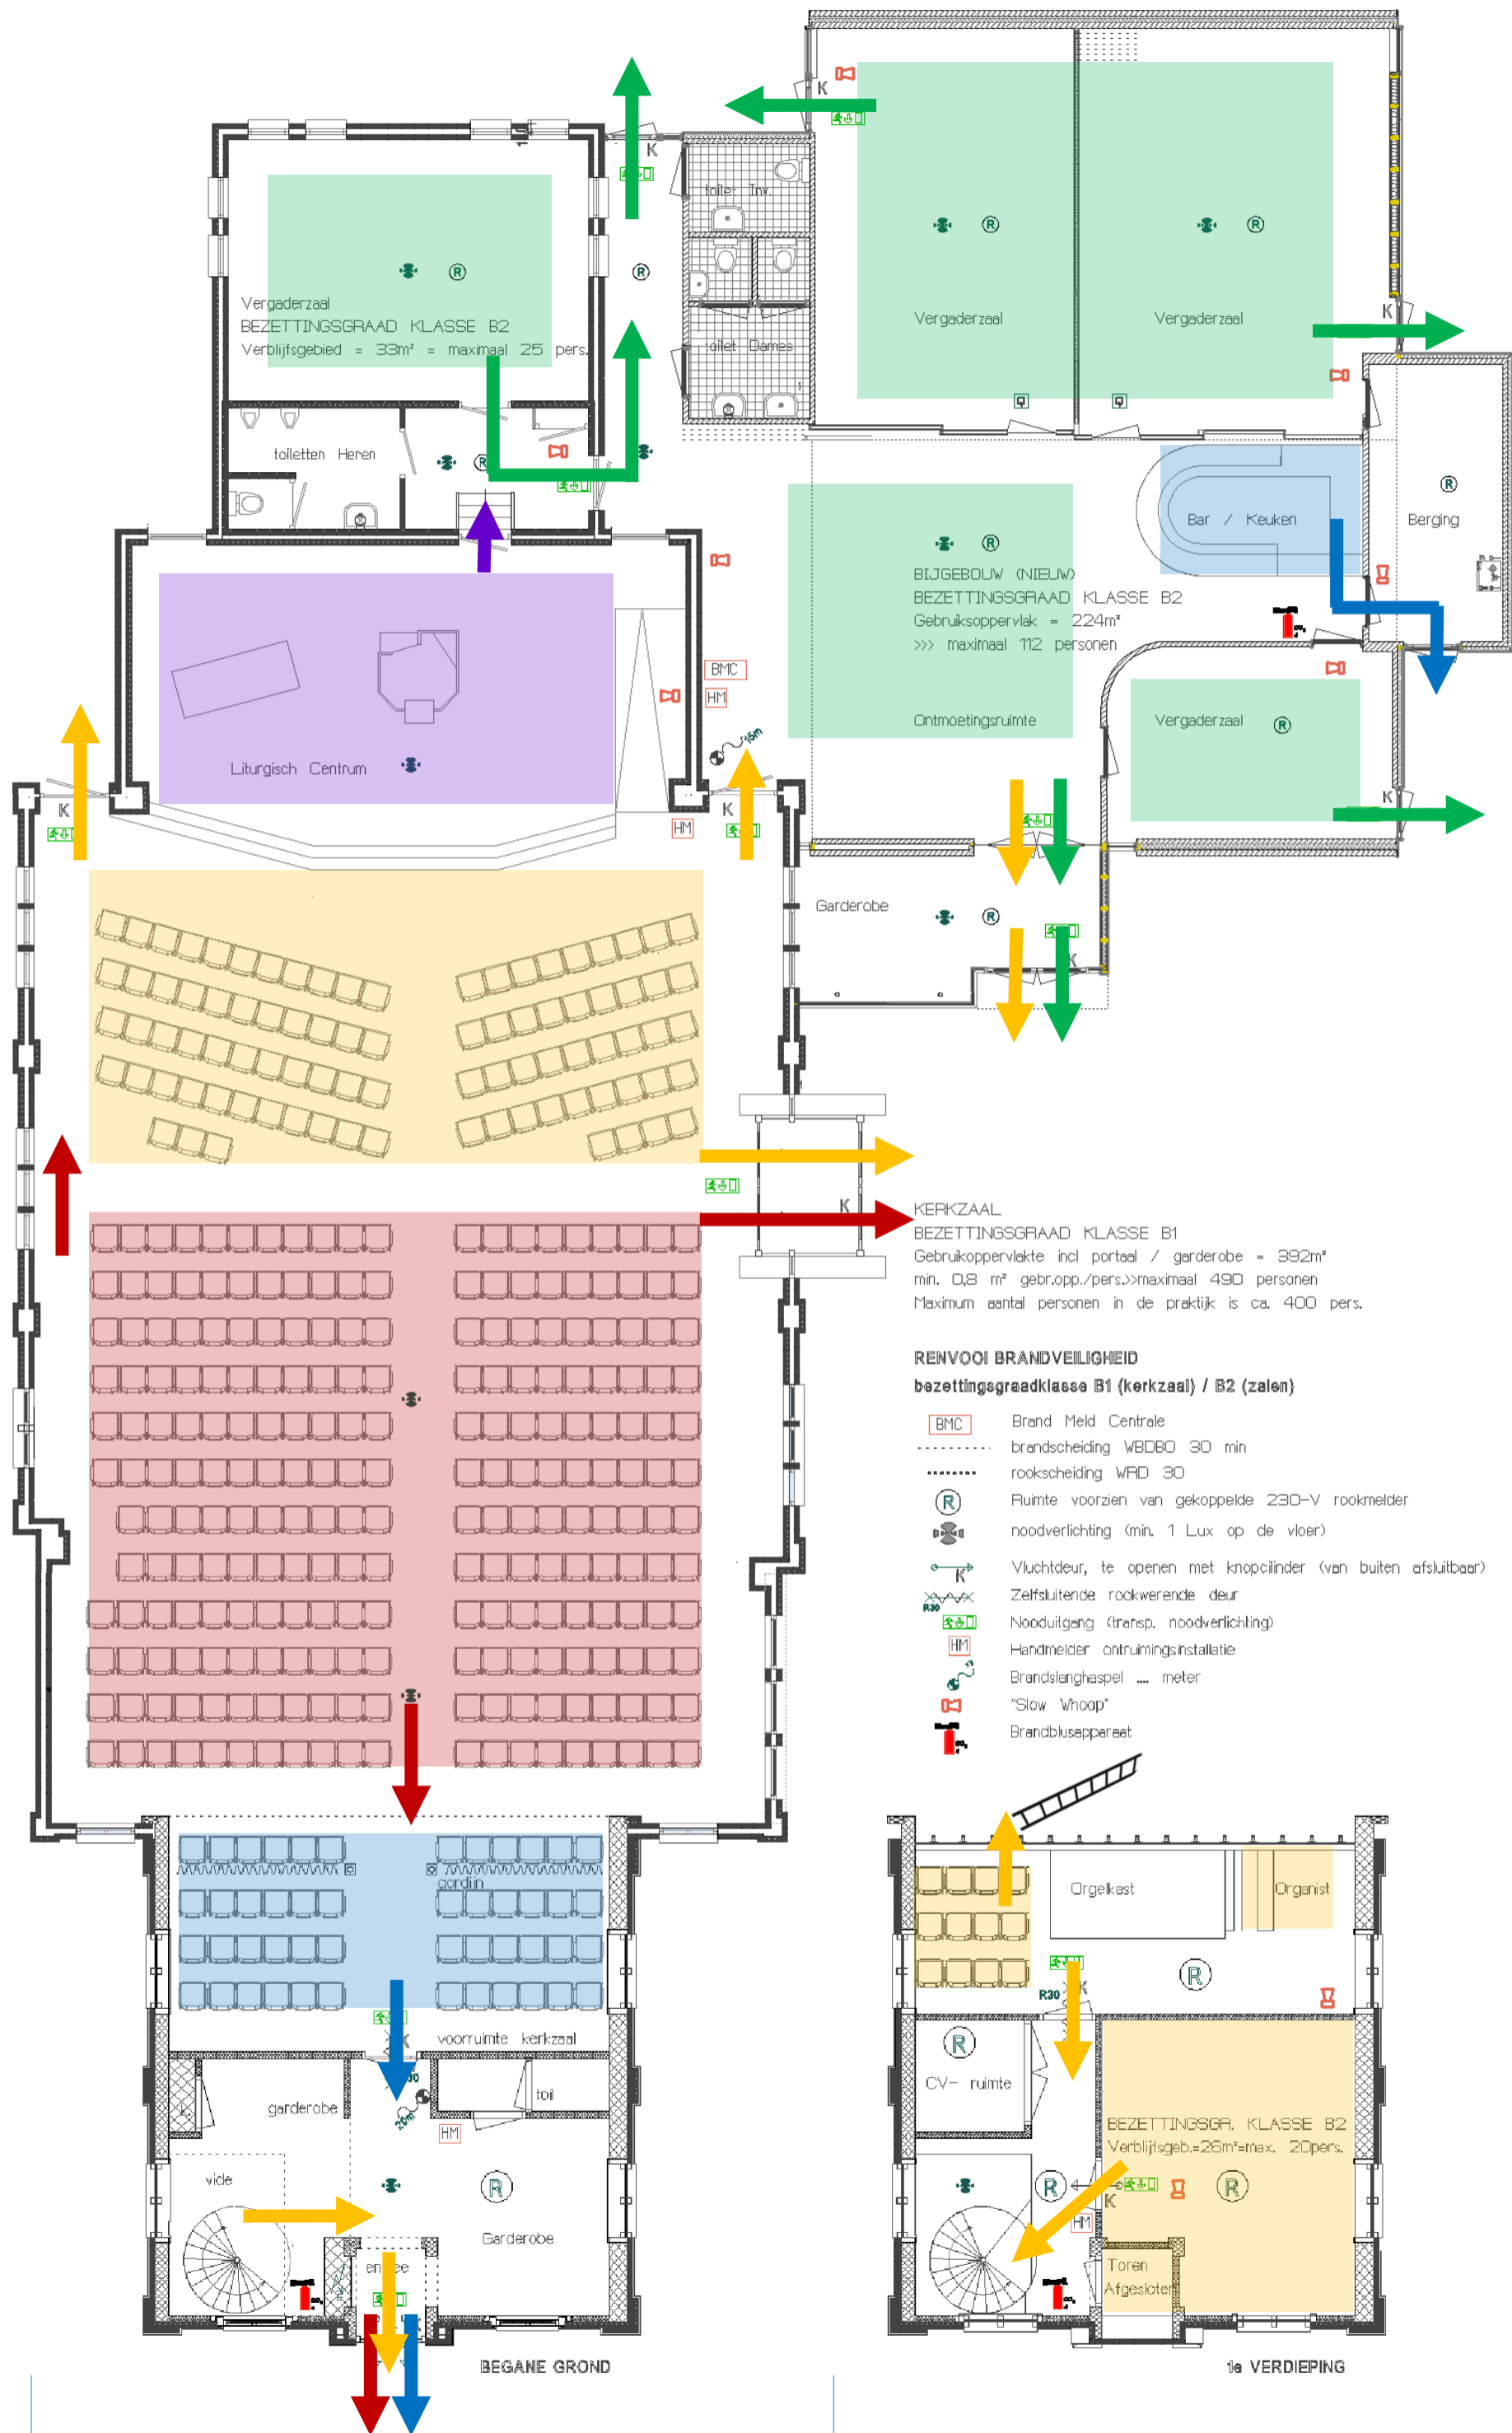 K
K
toilet Inv.
R
R
R
R
Vergaderzaal
BEZETTINGSGRAAD KLASSE B2
Verblijfsgebied = 33m² = maximaal 25 pers.
Vergaderzaal
Vergaderzaal
K
toilet Dames
toiletten Heren
R
R
Bar / Keuken
Berging
R
BIJGEBOUW (NIEUW)
BEZETTINGSGRAAD KLASSE B2
Gebruiksoppervlak = 224m²
>>> maximaal 112 personen
BMC
HM
Ontmoetingsruimte
Vergaderzaal
R
15m
Liturgisch Centrum
K
K
K
HM
Garderobe
R
K
K
KERKZAAL
BEZETTINGSGRAAD KLASSE B1
Gebruikoppervlakte incl portaal / garderobe = 392m²
min. 0,8 m² gebr.opp./pers.>>maximaal 490 personen
Maximum aantal personen in de praktijk is ca. 400 pers.
RENVOOI BRANDVEILIGHEID
bezettingsgraadklasse B1 (kerkzaal) / B2 (zalen)
BMC Brand Meld Centrale
brandscheiding WBDBO 30 min
rookscheiding WRD 30
R Ruimte voorzien van gekoppelde 230-V rookmelder
noodverlichting (min. 1 Lux op de vloer)
K Vluchtdeur, te openen met knopcilinder (van buiten afsluitbaar)
R30 Zelfsluitende rookwerende deur
Nooduitgang (transp. noodverlichting)
HM Handmelder ontruimingsinstallatie
Brandslanghaspel .... meter
"Slow Whoop"
Brandblusapparaat
gordijn
voorruimte kerkzaal
K
garderobe
toil
20m
HM
vide
R
Garderobe
entree
BEGANE GROND
Orgelkast
Organist
R
R30
K
R
CV- ruimte
BEZETTINGSGR. KLASSE B2
Verblijfsgeb.=26m²=max. 20pers.
R
K
R
HM
Toren
Afgesloten
1e VERDIEPING